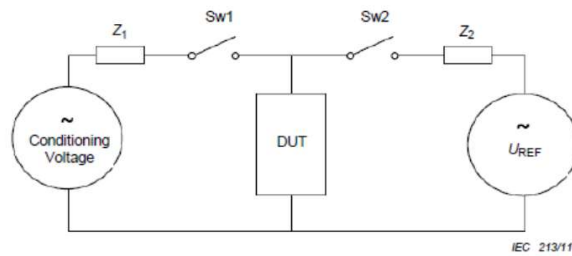 Sw1
Sw2
Z1
Z2
~
Conditioning
Voltage
DUT
~
UREF
IEC 213/11